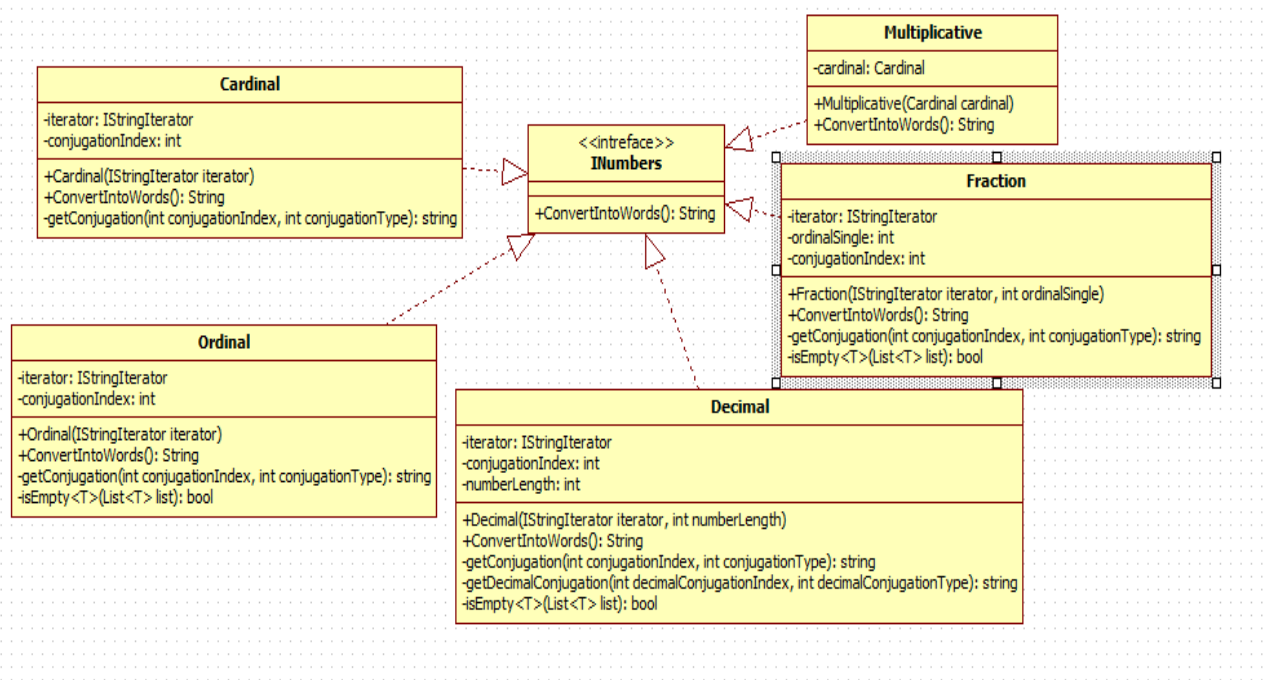 Cardinal
-iterator: IStringIterator
-conjugationIndex: int
+Cardinal(IStringIterator iterator)
+ConvertIntoWords(): String
-getConjugation(int conjugationIndex, int conjugationType): string
<<intreface>>
INumbers
+ConvertIntoWords(): String
Multiplicative
-cardinal: Cardinal
+Multiplicative(Cardinal cardinal)
+ConvertIntoWords(): String
Fraction
-iterator: IStringIterator
-ordinalSingle: int
-conjugationIndex: int
+Fraction(IStringIterator iterator, int ordinalSingle)
+ConvertIntoWords(): String
-getConjugation(int conjugationIndex, int conjugationType): string
-isEmpty<T>(List<T> list): bool
Ordinal
-iterator: IStringIterator
-conjugationIndex: int
+Ordinal(IStringIterator iterator)
+ConvertIntoWords(): String
-getConjugation(int conjugationIndex, int conjugationType): string
-isEmpty<T>(List<T> list): bool
Decimal
-iterator: IStringIterator
-conjugationIndex: int
-numberLength: int
+Decimal(IStringIterator iterator, int numberLength)
+ConvertIntoWords(): String
-getConjugation(int conjugationIndex, int conjugationType): string
-getDecimalConjugation(int decimalConjugationIndex, int decimalConjugationType): string
-isEmpty<T>(List<T> list): bool